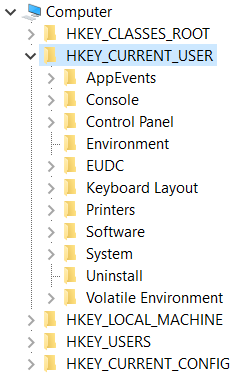 Computer
HKEY_CLASSES_ROOT
HKEY_CURRENT_USER
AppEvents
Console
Control Panel
Environment
EUDC
Keyboard Layout
Printers
Software
System
Uninstall
Volatile Environment
HKEY_LOCAL_MACHINE
HKEY_USERS
HKEY_CURRENT_CONFIG